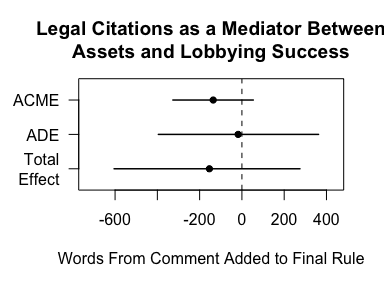 Legal Citations as a Mediator Between
Assets and Lobbying Success
ACME
ADE
Total
Effect
-600
-200
0
200
400
Words From Comment Added to Final Rule